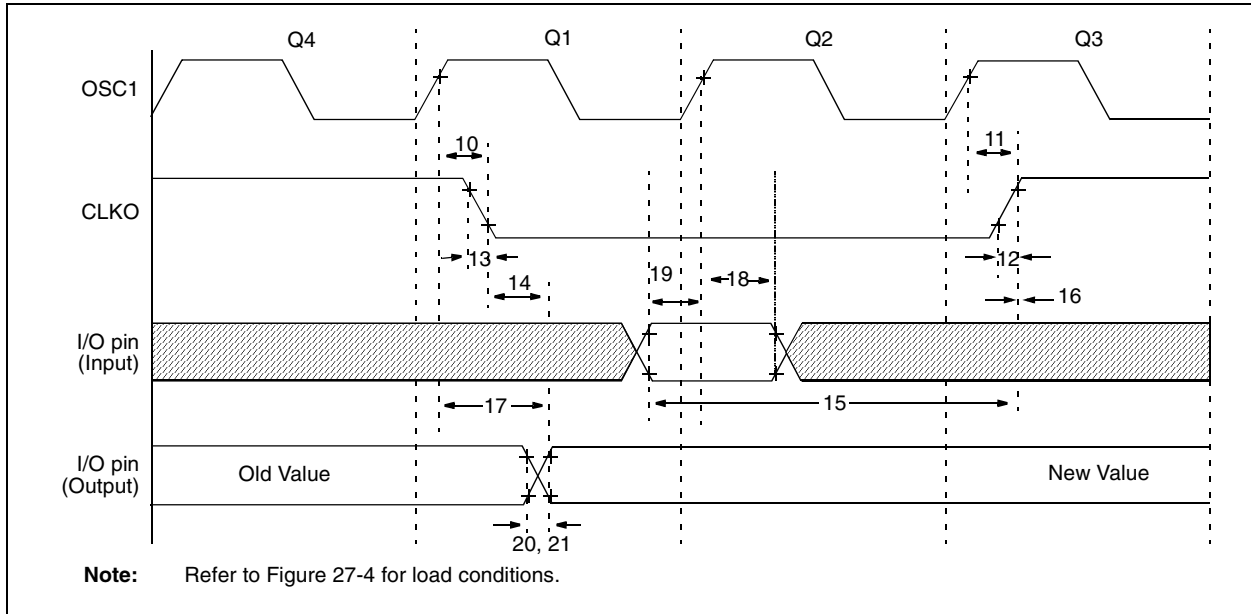 Q4 Q1 Q2 Q3
OSC1
10 11
CLKO
13 12
14 19 18 16
I/O pin
(Input)
17 15
I/O pin
(Output)
Old Value New Value
20, 21
Note: Refer to Figure 27-4 for load conditions.